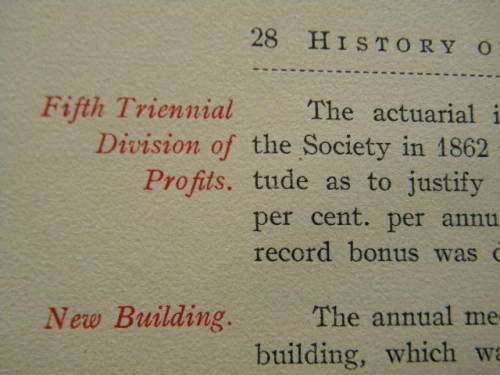 28 HISTORY O
Fifth Triennial
Division of
Profits.
The actuarial
the Society in 1862
tude as to justify
per cent. per annu
record bonus was
New Building.
The annual mee
building, which wa